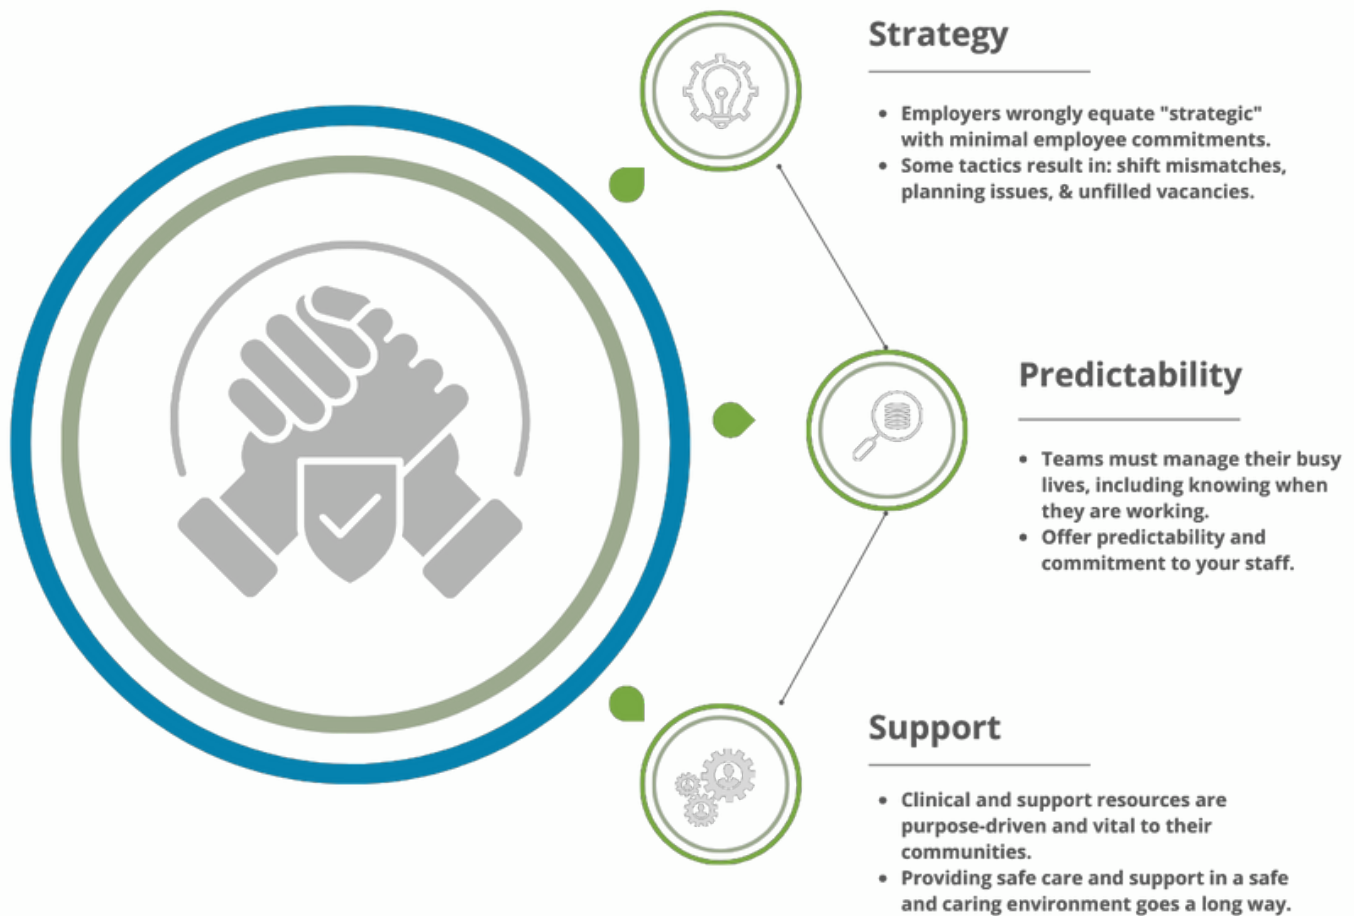 Strategy
• Employers wrongly equate "strategic"
with minimal employee commitments.
• Some tactics result in: shift mismatches,
planning issues, & unfilled vacancies.
Predictability
• Teams must manage their busy
lives, including knowing when
they are working.
• Offer predictability and
commitment to your staff.
Support
• Clinical and support resources are
purpose-driven and vital to their
communities.
• Providing safe care and support in a safe
and caring environment goes a long way.